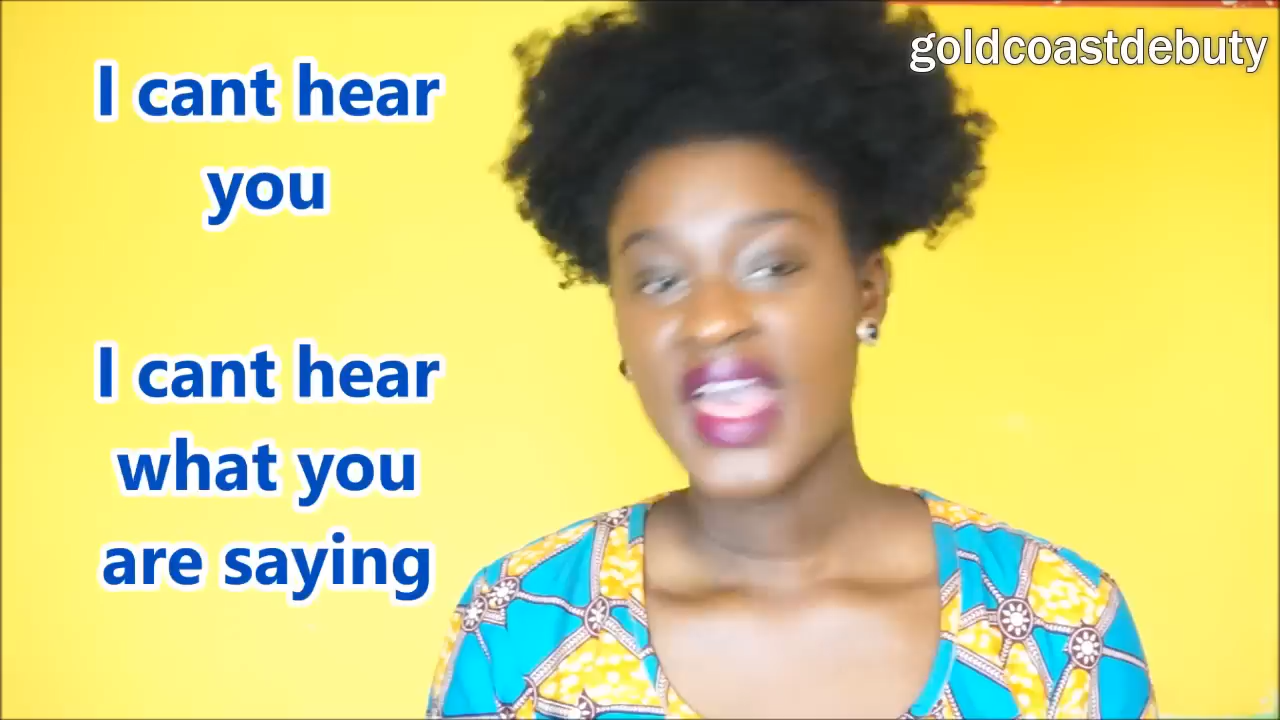 goldcoastdebuty
I cant hear
you
I cant hear
what you
are saying